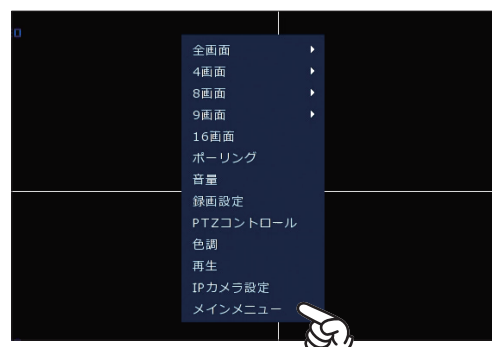 全画面
4画面
8画面
9画面
16画面
ポーリング
音量
録画設定
PTZコントロール
色調
再生
IPカメラ設定
メインメニュー